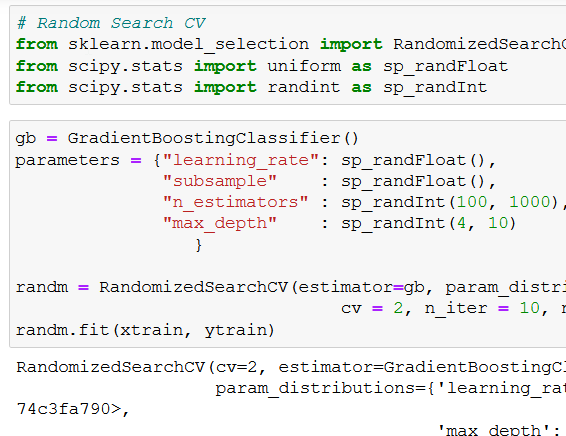 # Random Search CV
from sklearn.model_selection import RandomizedSearchC
from scipy.stats import uniform as sp_randFloat
from scipy.stats import randint as sp_randInt
gb = GradientBoostingClassifier()
parameters = {"learning_rate": sp_randFloat(),
"subsample" : sp_randFloat(),
"n_estimators" : sp_randInt(100, 1000),
"max_depth" : sp_randInt(4, 10)
}
randm = RandomizedSearchCV(estimator=gb, param_distri
cv = 2, n_iter = 10, n
randm.fit(xtrain, ytrain)
RandomizedSearchCV(cv=2, estimator=GradientBoostingCl
param_distributions={'learning_rat
74c3fa790>,
'max_depth':